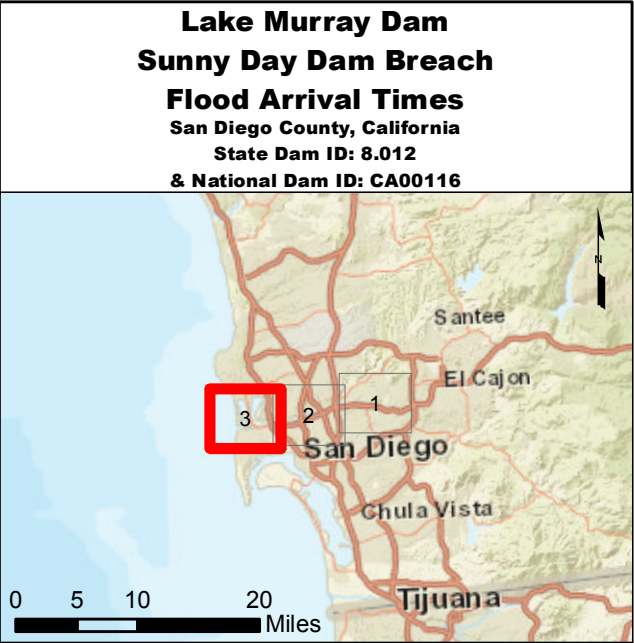 Lake Murray Dam
Sunny Day Dam Breach
Flood Arrival Times
San Diego County, California
State Dam ID: 8.012
& National Dam ID: CA00116
N
Santee
El Cajon
1
2
3
San Diego
Chula Vista
Tijuana
0 5 10 20
Miles